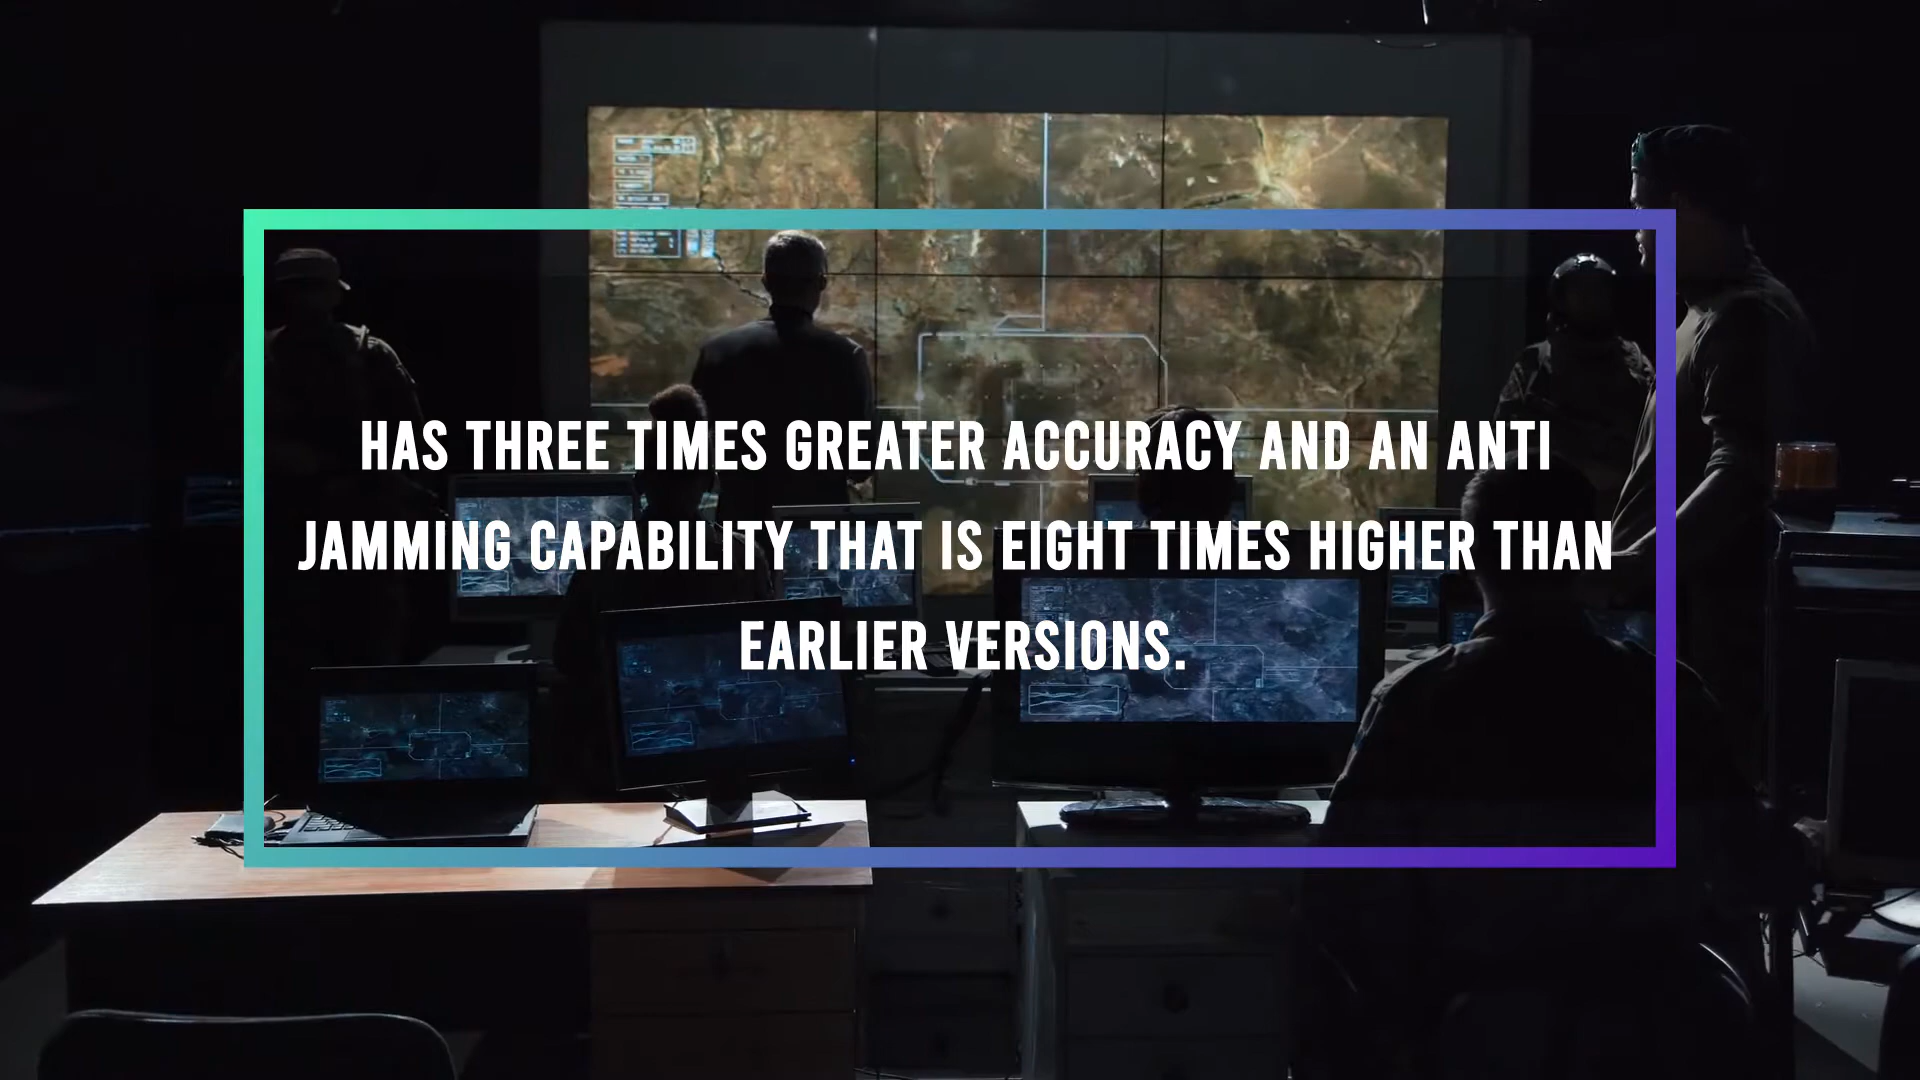 HAS THREE TIMES GREATER ACCURACY AND AN ANTI
JAMMING CAPABILITY THAT IS EIGHT TIMES HIGHER THAN
EARLIER VERSIONS.